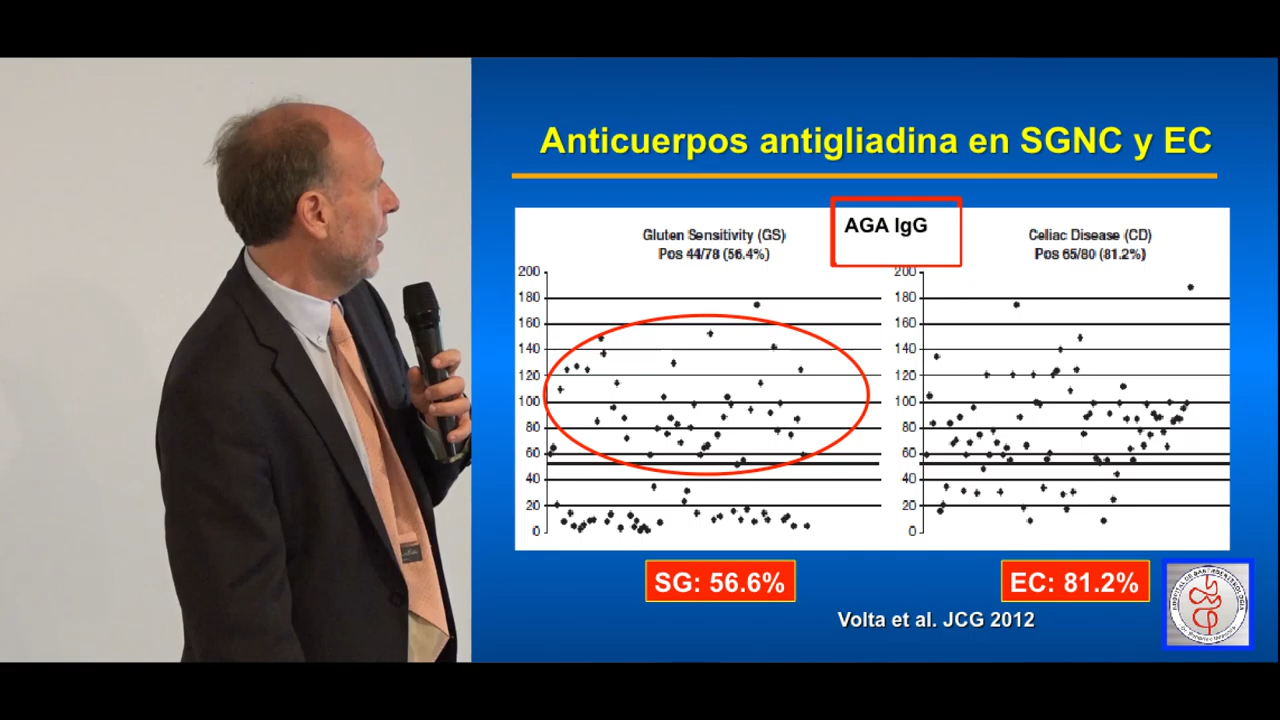 Anticuerpos antigliadina en SGNC y EC
AGA IgG
Gluten Sensitivity (GS)
Pos 44/78 (56.4%)
200
180
160
140
120
100
80
60
40
20
0
Celiac Disease (CD)
Pos 65/80 (81.2%)
200
180
160
140
120
100
80
60
40
20
0
SG: 56.6%
EC: 81.2%
Volta et al. JCG 2012